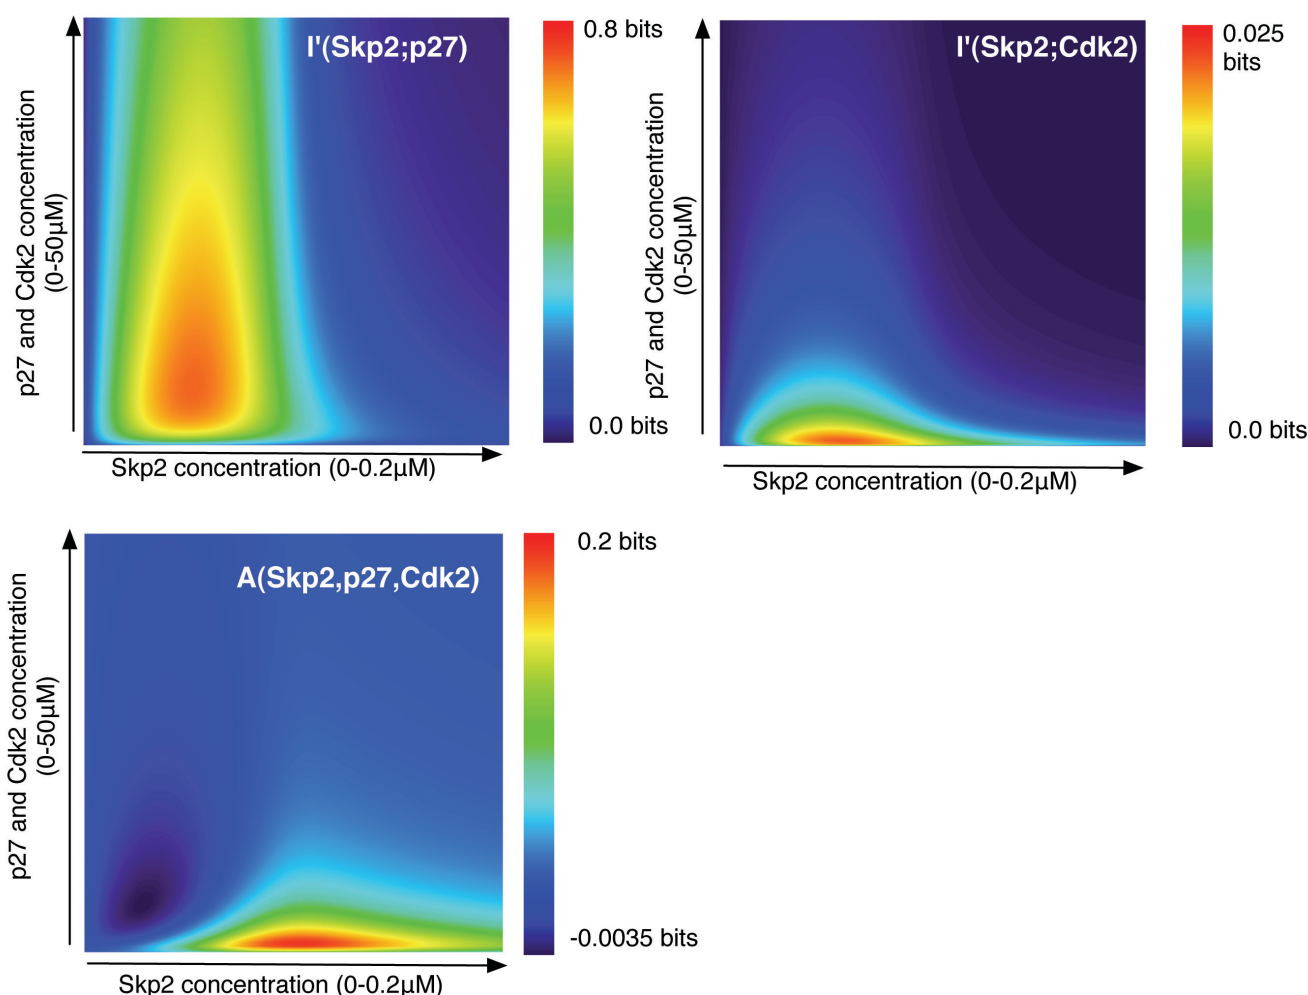 I'(Skp2;p27)
0.8 bits
0.0 bits
p27 and Cdk2 concentration
(0-50µM)
Skp2 concentration (0-0.2µM)
I'(Skp2;Cdk2)
0.025
bits
0.0 bits
p27 and Cdk2 concentration
(0-50µM)
Skp2 concentration (0-0.2µM)
A(Skp2,p27,Cdk2)
0.2 bits
-0.0035 bits
p27 and Cdk2 concentration
(0-50µM)
Skp2 concentration (0-0.2µM)